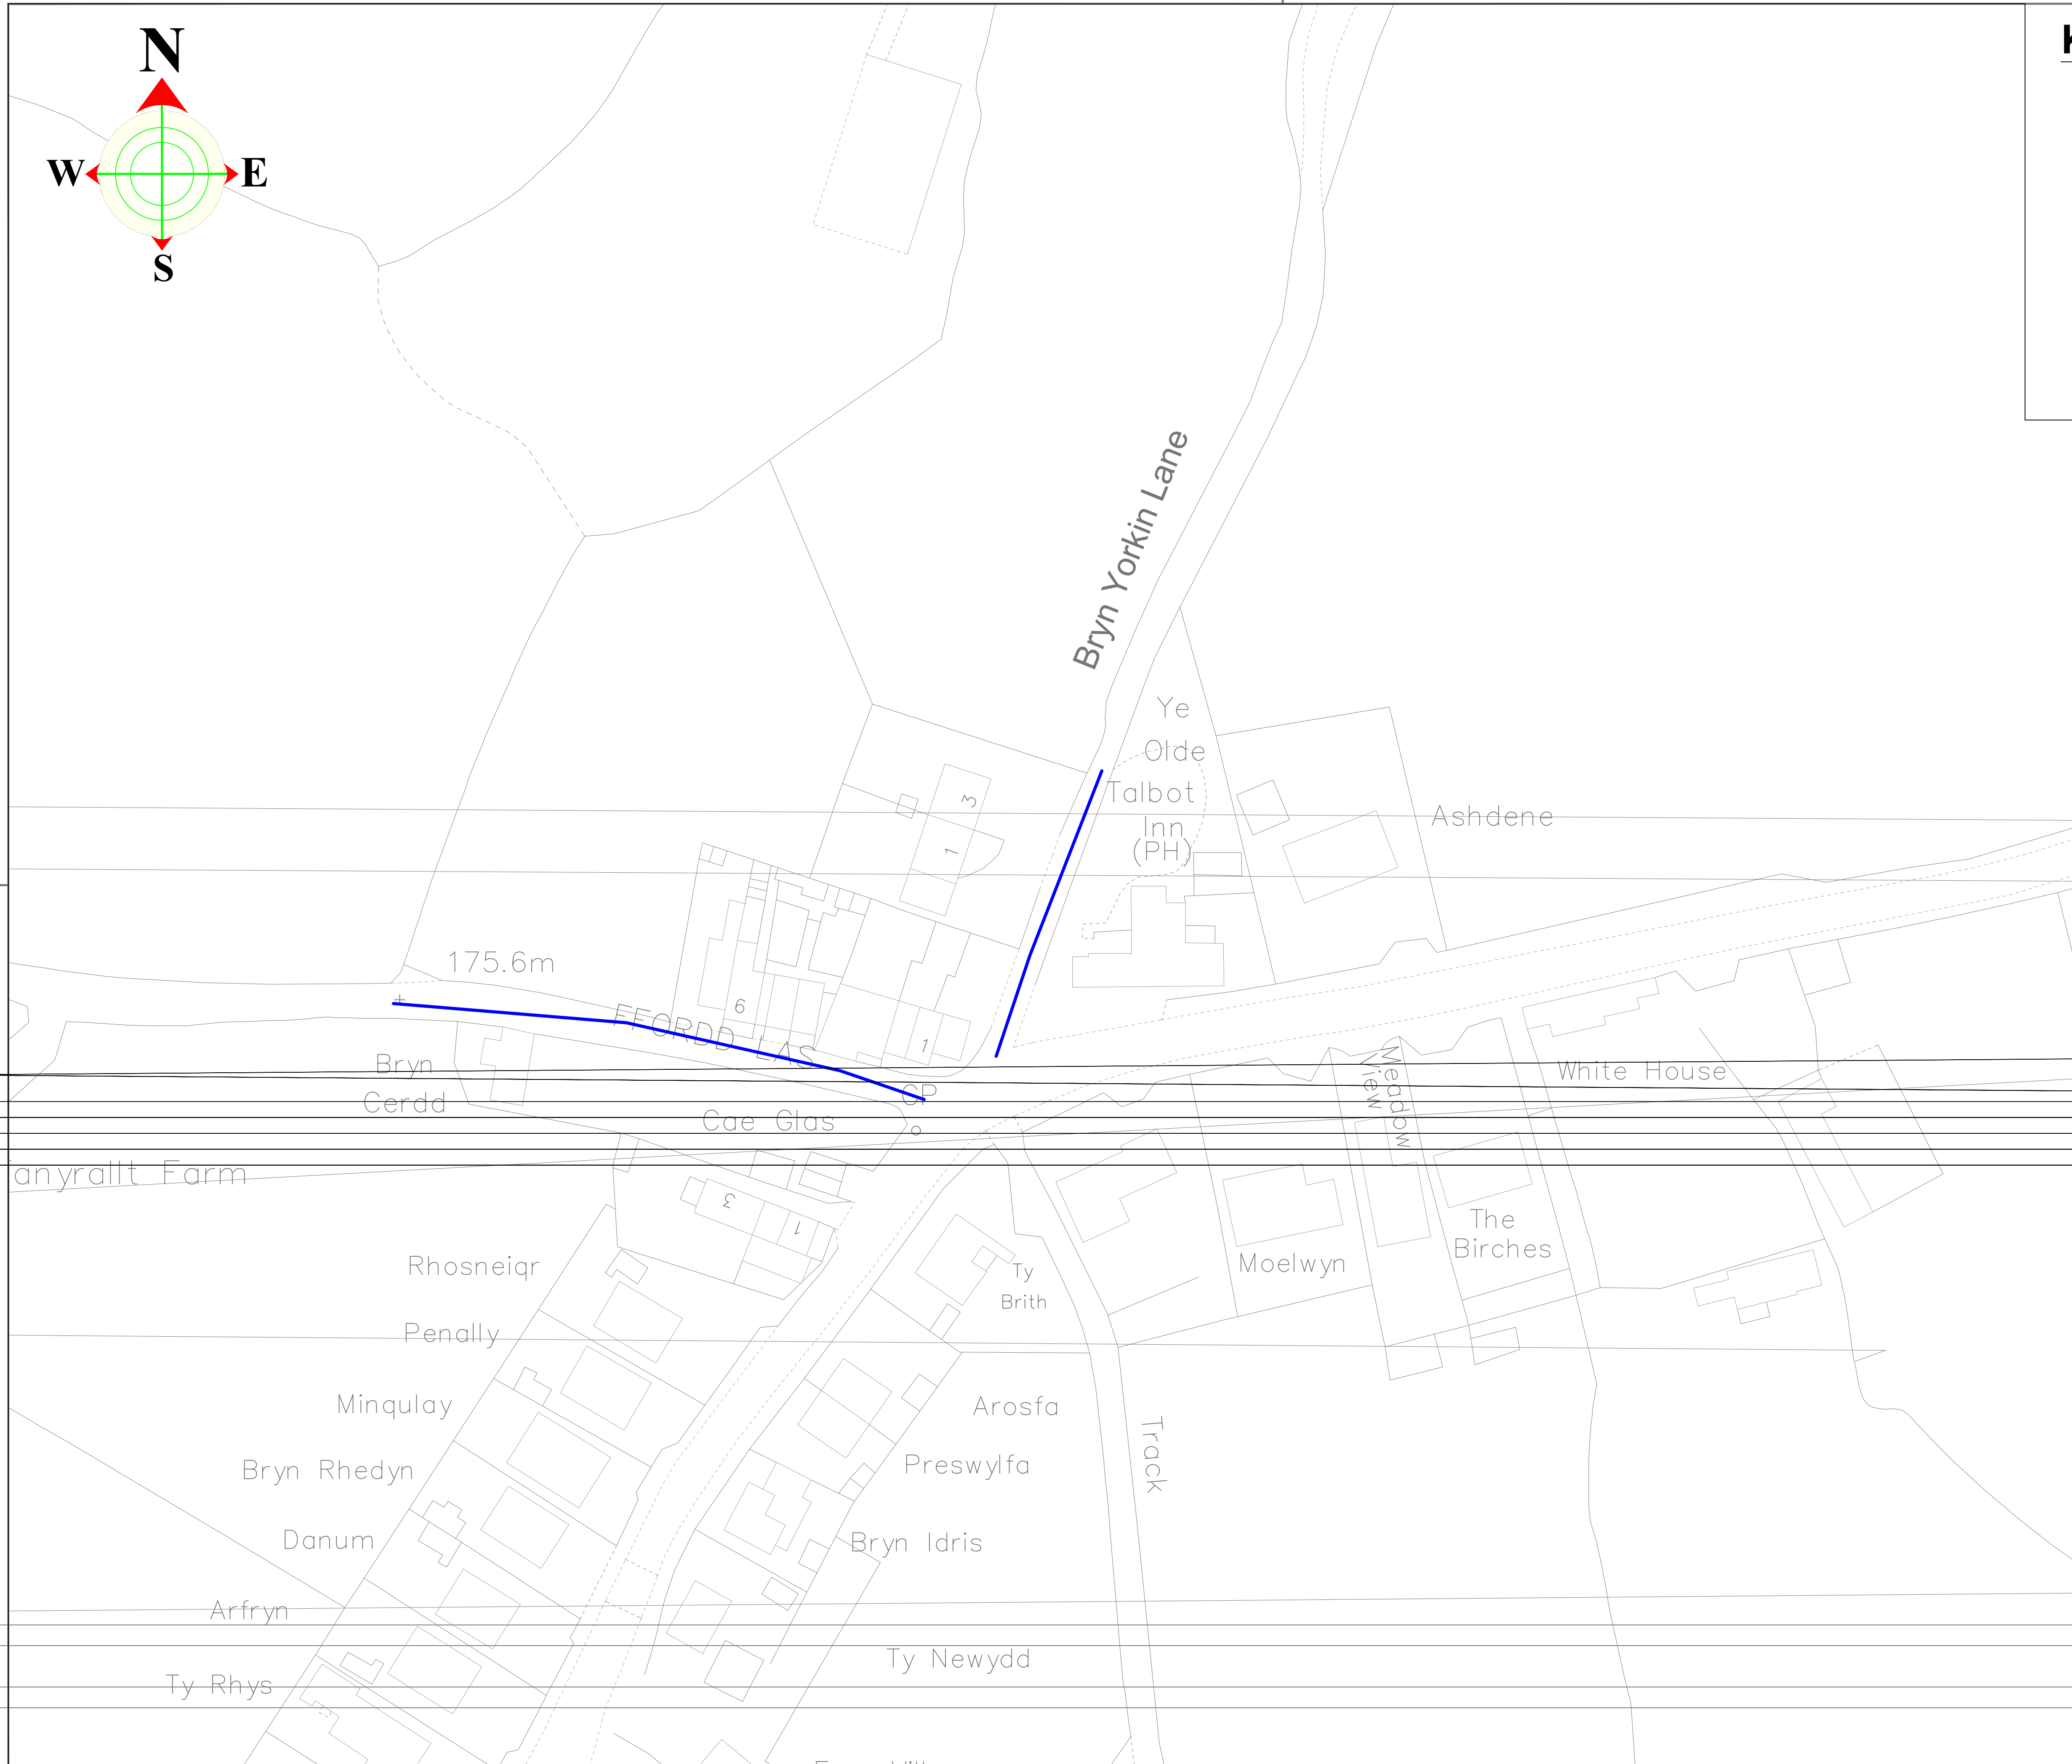 N
W
E
S
Bryn Yorkin Lane
Ye
Olde
Talbot
Inn
(PH)
Ashdene
3
1
175.6m
6
FFORDD LAS
1
GP
Bryn
Cerdd
Cae Glas
Meadow
View
White House
anyrallt Farm
3
1
The
Birches
Moelwyn
Rhosneigr
Ty
Brith
Penally
Minqulay
Arosfa
Track
Bryn Rhedyn
Preswylfa
Danum
Bryn Idris
Arfryn
Ty Newydd
Ty Rhys